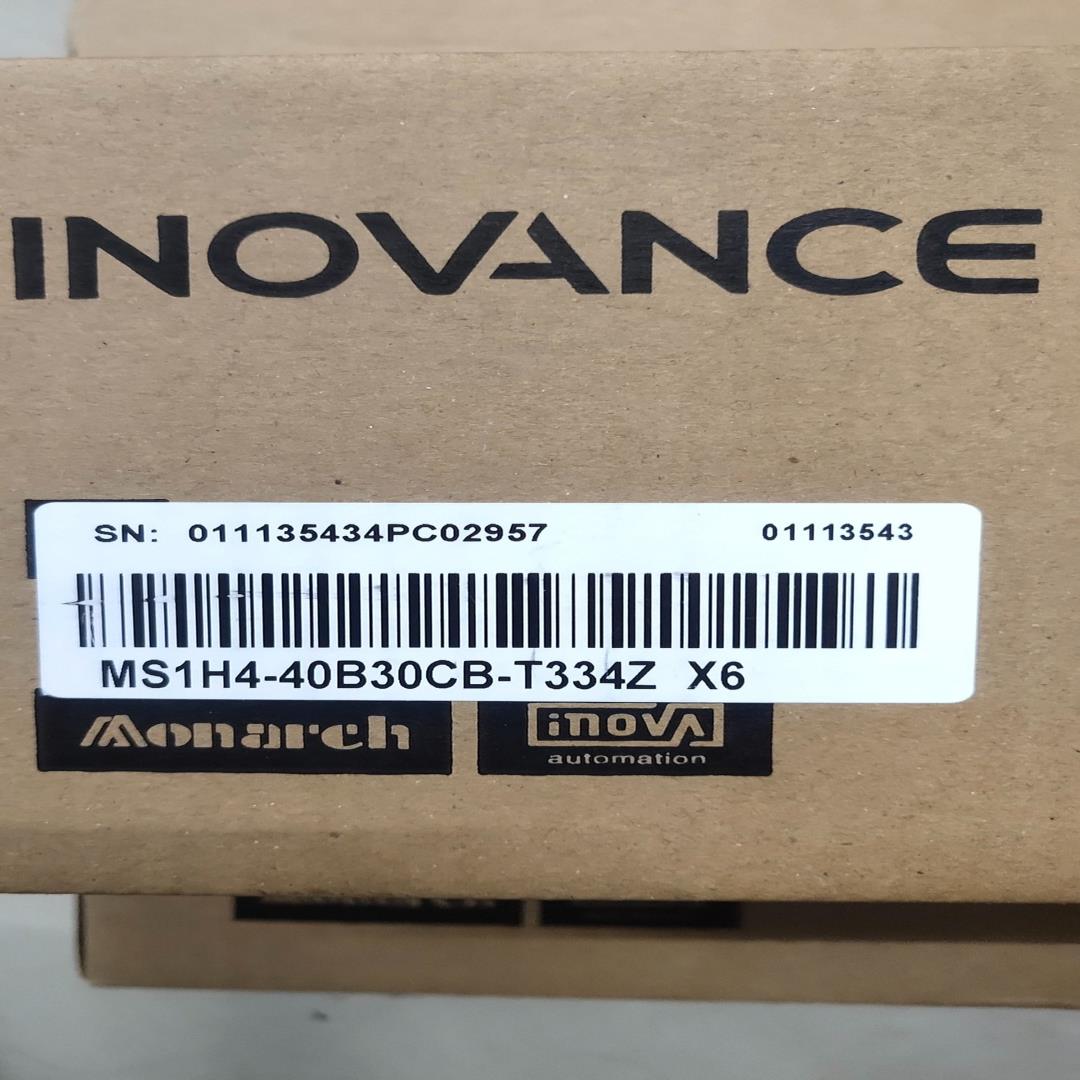 INOVANCE
SN: 011135434PC02957 01113543
MS1H4-40B30CB-T334Z X6
Monarch inovA
automation